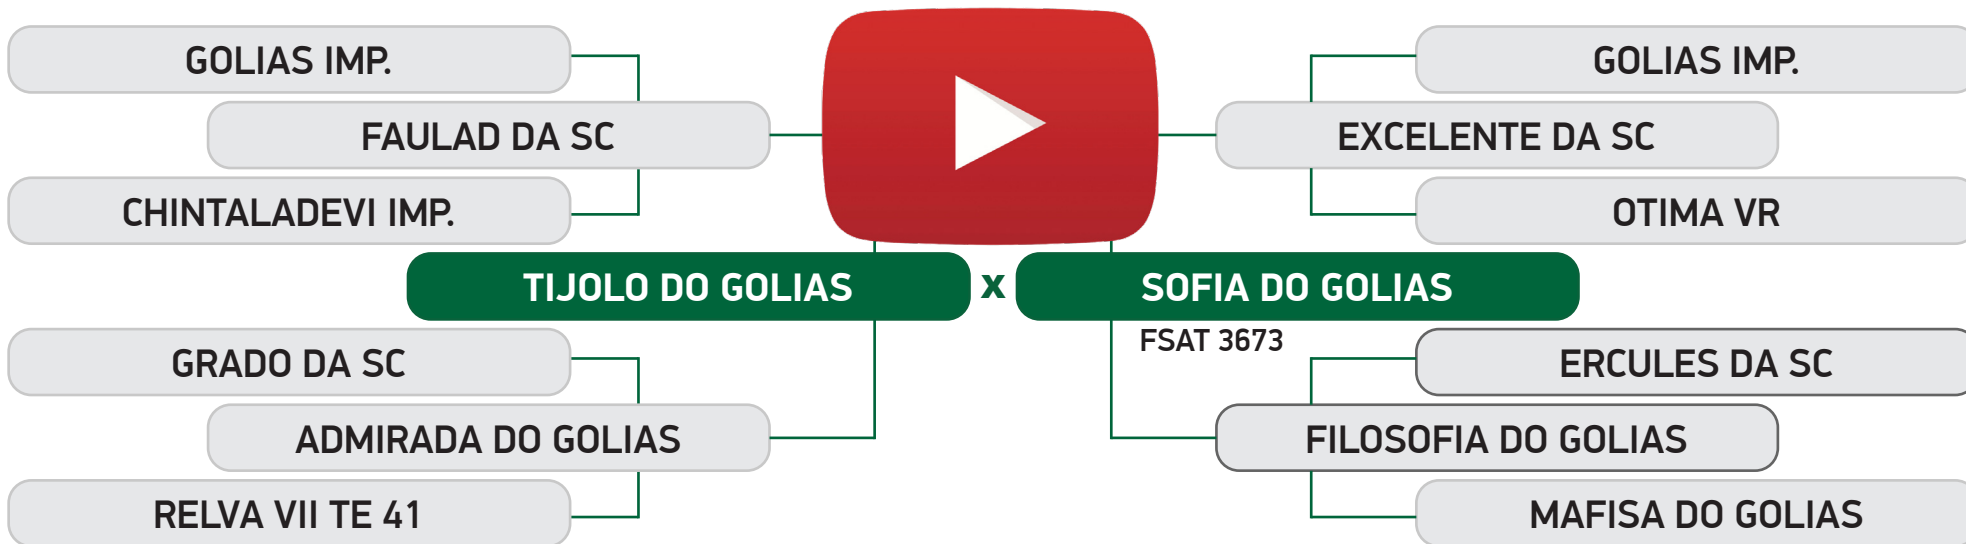 GOLIAS IMP.
GOLIAS IMP.
FAULAD DA SC
EXCELENTE DA SC
CHINTALADEVI IMP.
OTIMA VR
TIJOLO DO GOLIAS x SOFIA DO GOLIAS
FSAT 3673
GRADO DA SC
ERCULES DA SC
ADMIRADA DO GOLIAS
FILOSOFIA DO GOLIAS
RELVA VII TE 41
MAFISA DO GOLIAS